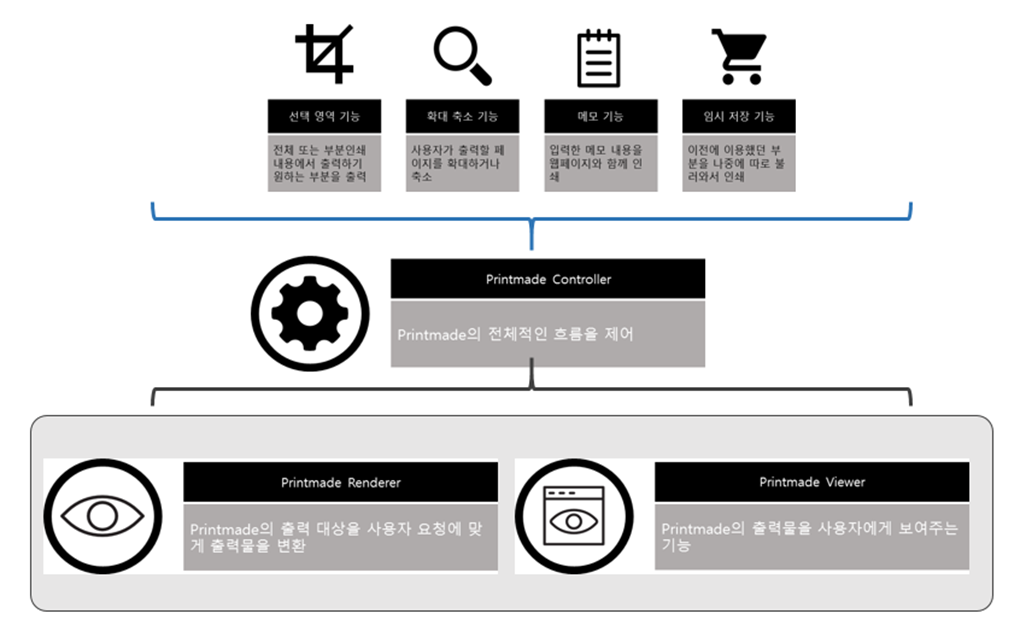 선택 영역 기능
전체 또는 부분인쇄
내용에서 출력하기
원하는 부분을 출력
확대 축소 기능
사용자가 출력할 페
이지를 확대하거나
축소
메모 기능
입력한 메모 내용을
웹페이지와 함께 인
쇄
임시 저장 기능
이전에 이용했던 부
분을 나중에 따로 불
러와서 인쇄
Printmade Controller
Printmade의 전체적인 흐름을 제어
Printmade Renderer
Printmade의 출력 대상을 사용자 요청에 맞
게 출력물을 변환
Printmade Viewer
Printmade의 출력물을 사용자에게 보여주는
기능